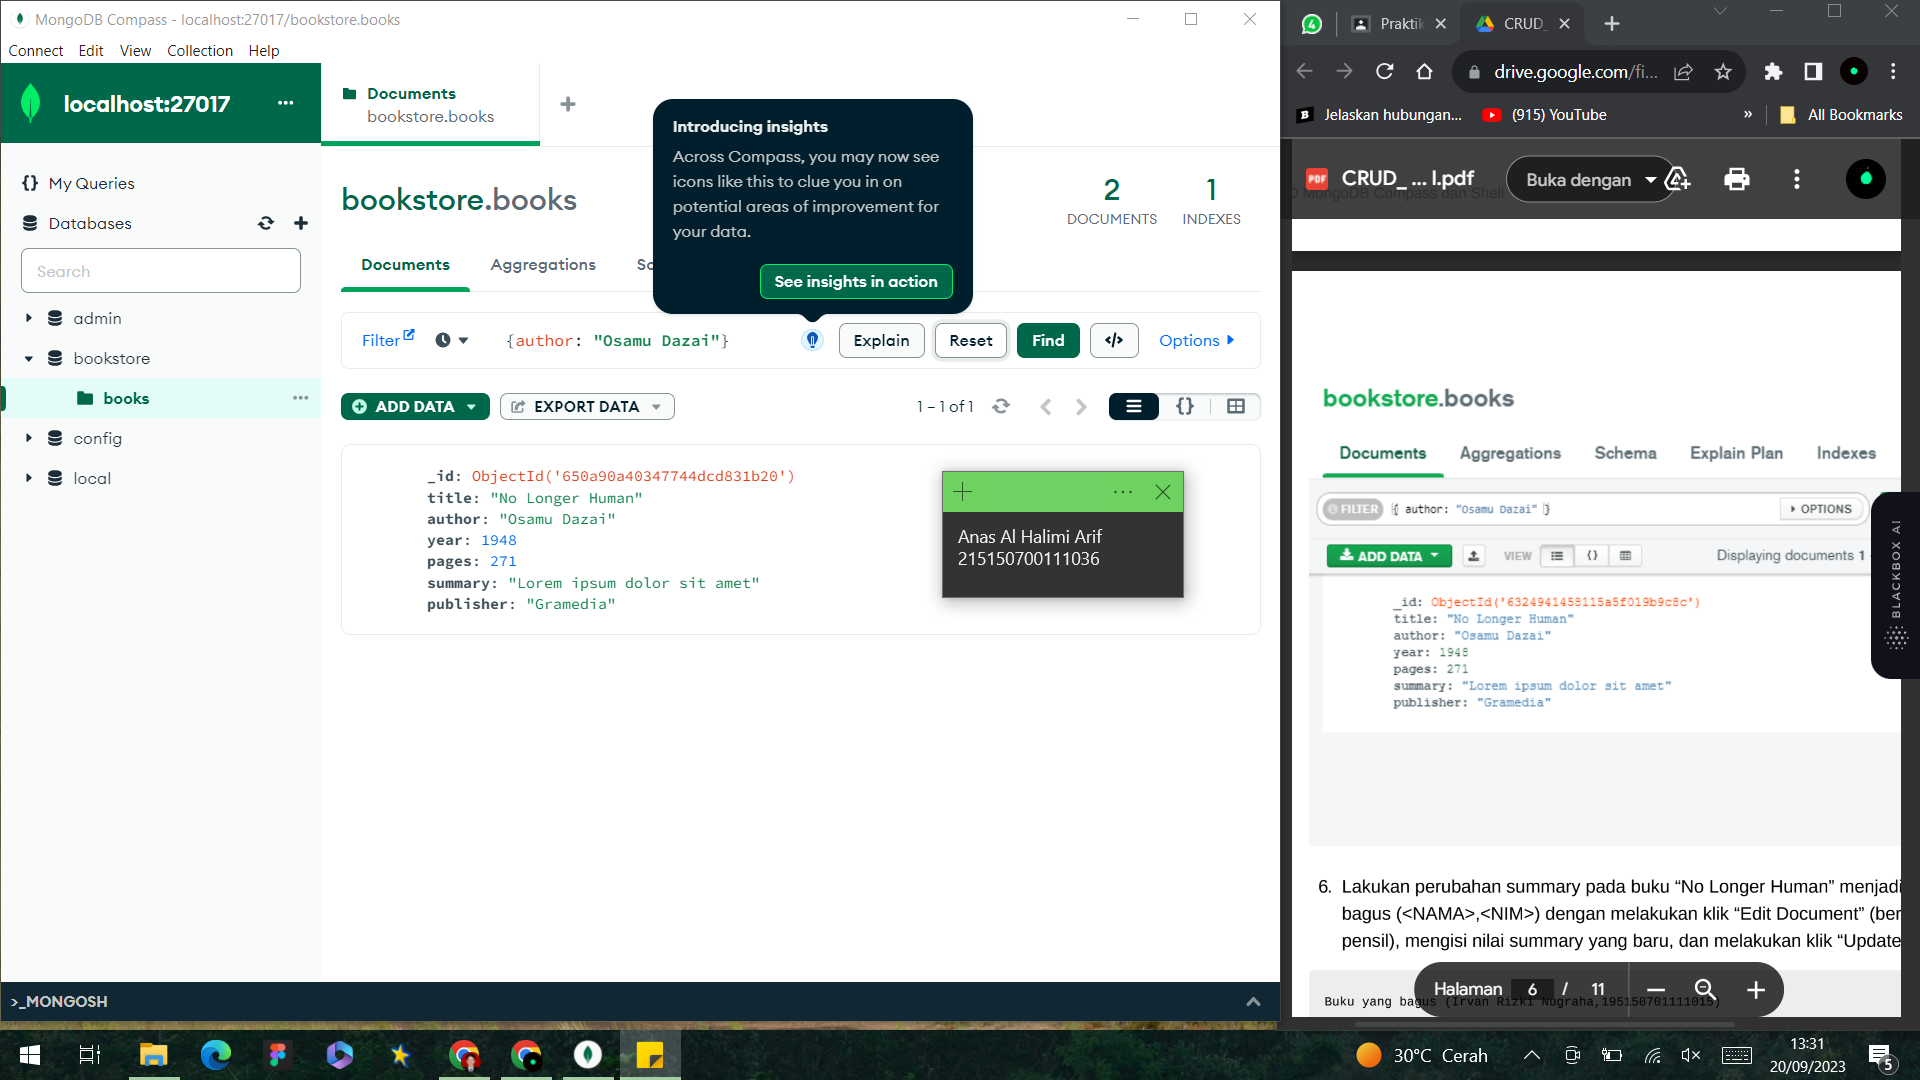 MongoDB Compass - localhost:27017/bookstore.books
Connect Edit View Collection Help
localhost:27017 ...
My Queries
Databases
Search
admin
bookstore
books
config
local
Documents
bookstore.books
bookstore.books
2
DOCUMENTS
1
INDEXES
Introducing insights
Across Compass, you may now see
icons like this to clue you in on
potential areas of improvement for
your data.
See insights in action
Documents Aggregations
Filter {author: "Osamu Dazai"} Explain Reset Find </> Options
ADD DATA EXPORT DATA 1 – 1 of 1 {}
_id: ObjectId('650a90a40347744dcd831b20')
title: "No Longer Human"
author: "Osamu Dazai"
year: 1948
pages: 271
summary: "Lorem ipsum dolor sit amet"
publisher: "Gramedia"
Anas Al Halimi Arif
215150700111036
>_MONGOSH
4 Praktik CRUD_
drive.google.com/fi...
Jelaskan hubungan... (915) YouTube » All Bookmarks
PDF CRUD_ ... l.pdf Buka dengan
MongoDB Compass dan Shell
bookstore.books
Documents Aggregations Schema Explain Plan Indexes
FILTER { author: "Osamu Dazai" } OPTIONS
ADD DATA VIEW {} Displaying documents 1
_id: ObjectId('6324941458115a5f019b9c8c')
title: "No Longer Human"
author: "Osamu Dazai"
year: 1948
pages: 271
summary: "Lorem ipsum dolor sit amet"
publisher: "Gramedia"
BLACKBOX AI
6. Lakukan perubahan summary pada buku “No Longer Human” menjadi
bagus (<NAMA>,<NIM>) dengan melakukan klik “Edit Document” (ber
pensil), mengisi nilai summary yang baru, dan melakukan klik “Update
Halaman 6 / 11
Buku yang bagus (Irvan Rizki Nugraha,195150701111015)
30°C Cerah
13:31
20/09/2023
5